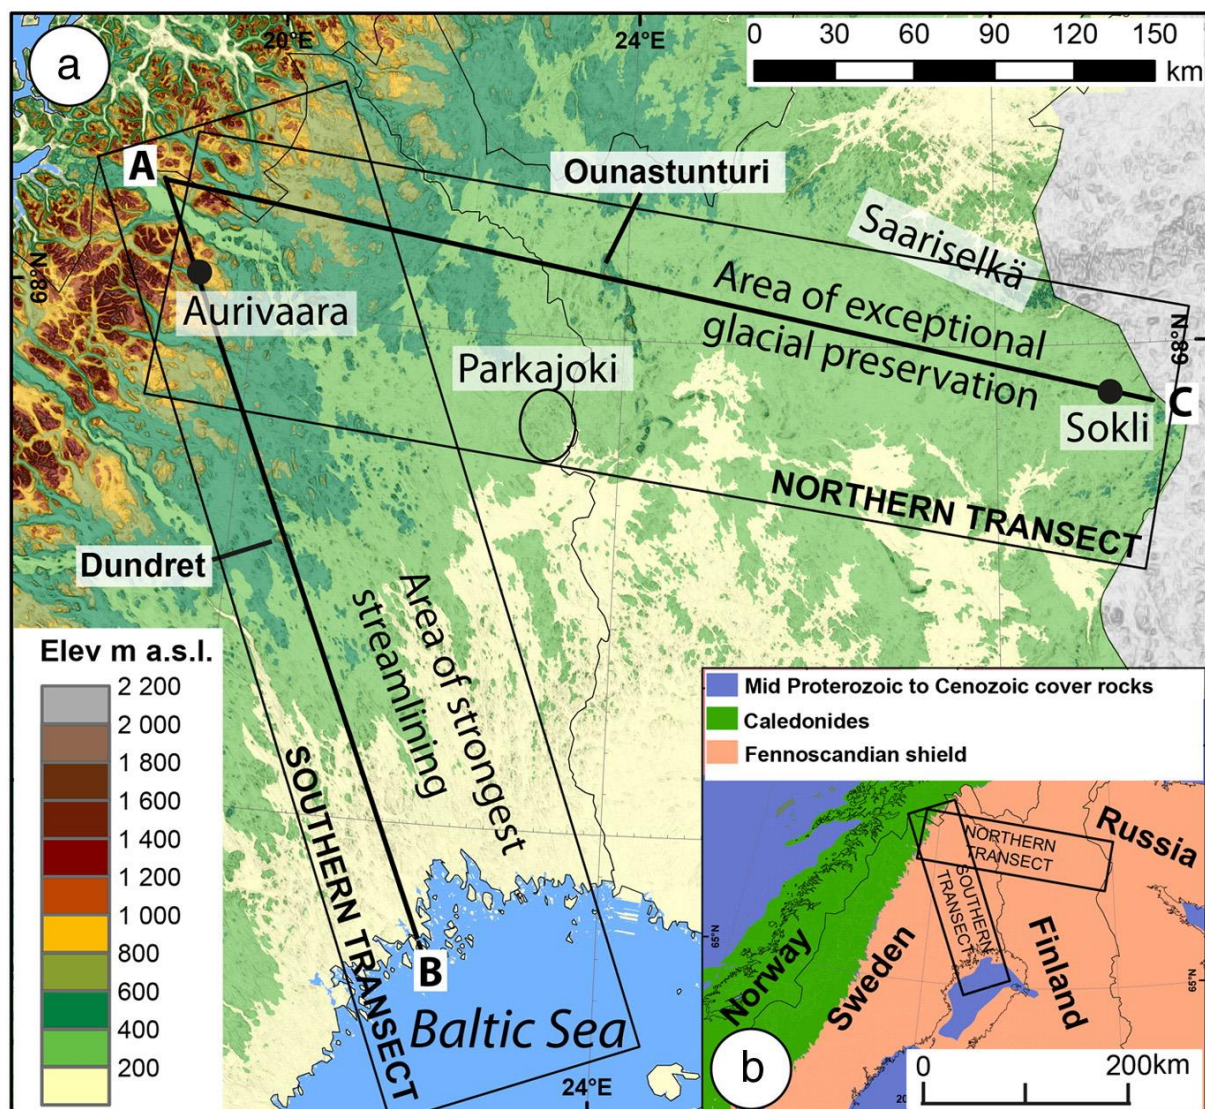 a
20°E
24°E
0 30 60 90 120 150
km
A
Ounastunturi
Saariselkä
68°N
Aurivaara
Area of exceptional
glacial preservation
68°N
Parkajoki
C
Sokli
NORTHERN TRANSECT
Dundret
Area of strongest
streamlining
SOUTHERN TRANSECT
B
Baltic Sea
24°E
Elev m a.s.l.
2 200
2 000
1 800
1 600
1 400
1 200
1 000
800
600
400
200
Mid Proterozoic to Cenozoic cover rocks
Caledonides
Fennoscandian shield
Russia
NORTHERN
TRANSECT
SOUTHERN
TRANSECT
65°N
Norway
Sweden
Finland
65°N
b
0 200km
20